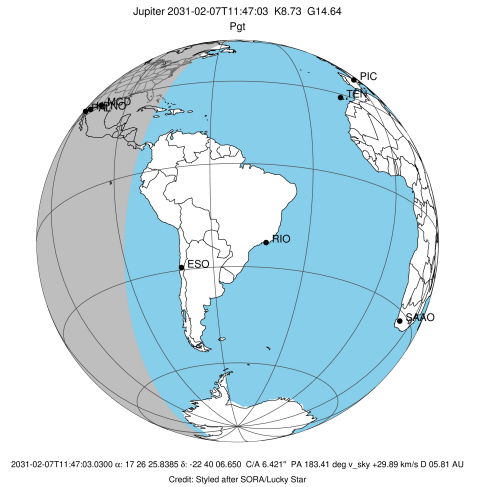 Jupiter 2031-02-07T11:47:03  K8.73  G14.64
Pgt
PIC
TEN
MCD
RIO
ESO
SAAO
2031-02-07T11:47:03.0300 α: 17 26 25.8385 δ: -22 40 06.650  C/A 6.421"  PA 183.41 deg v_sky +29.89 km/s D 05.81 AU
Credit: Styled after SORA/Lucky Star